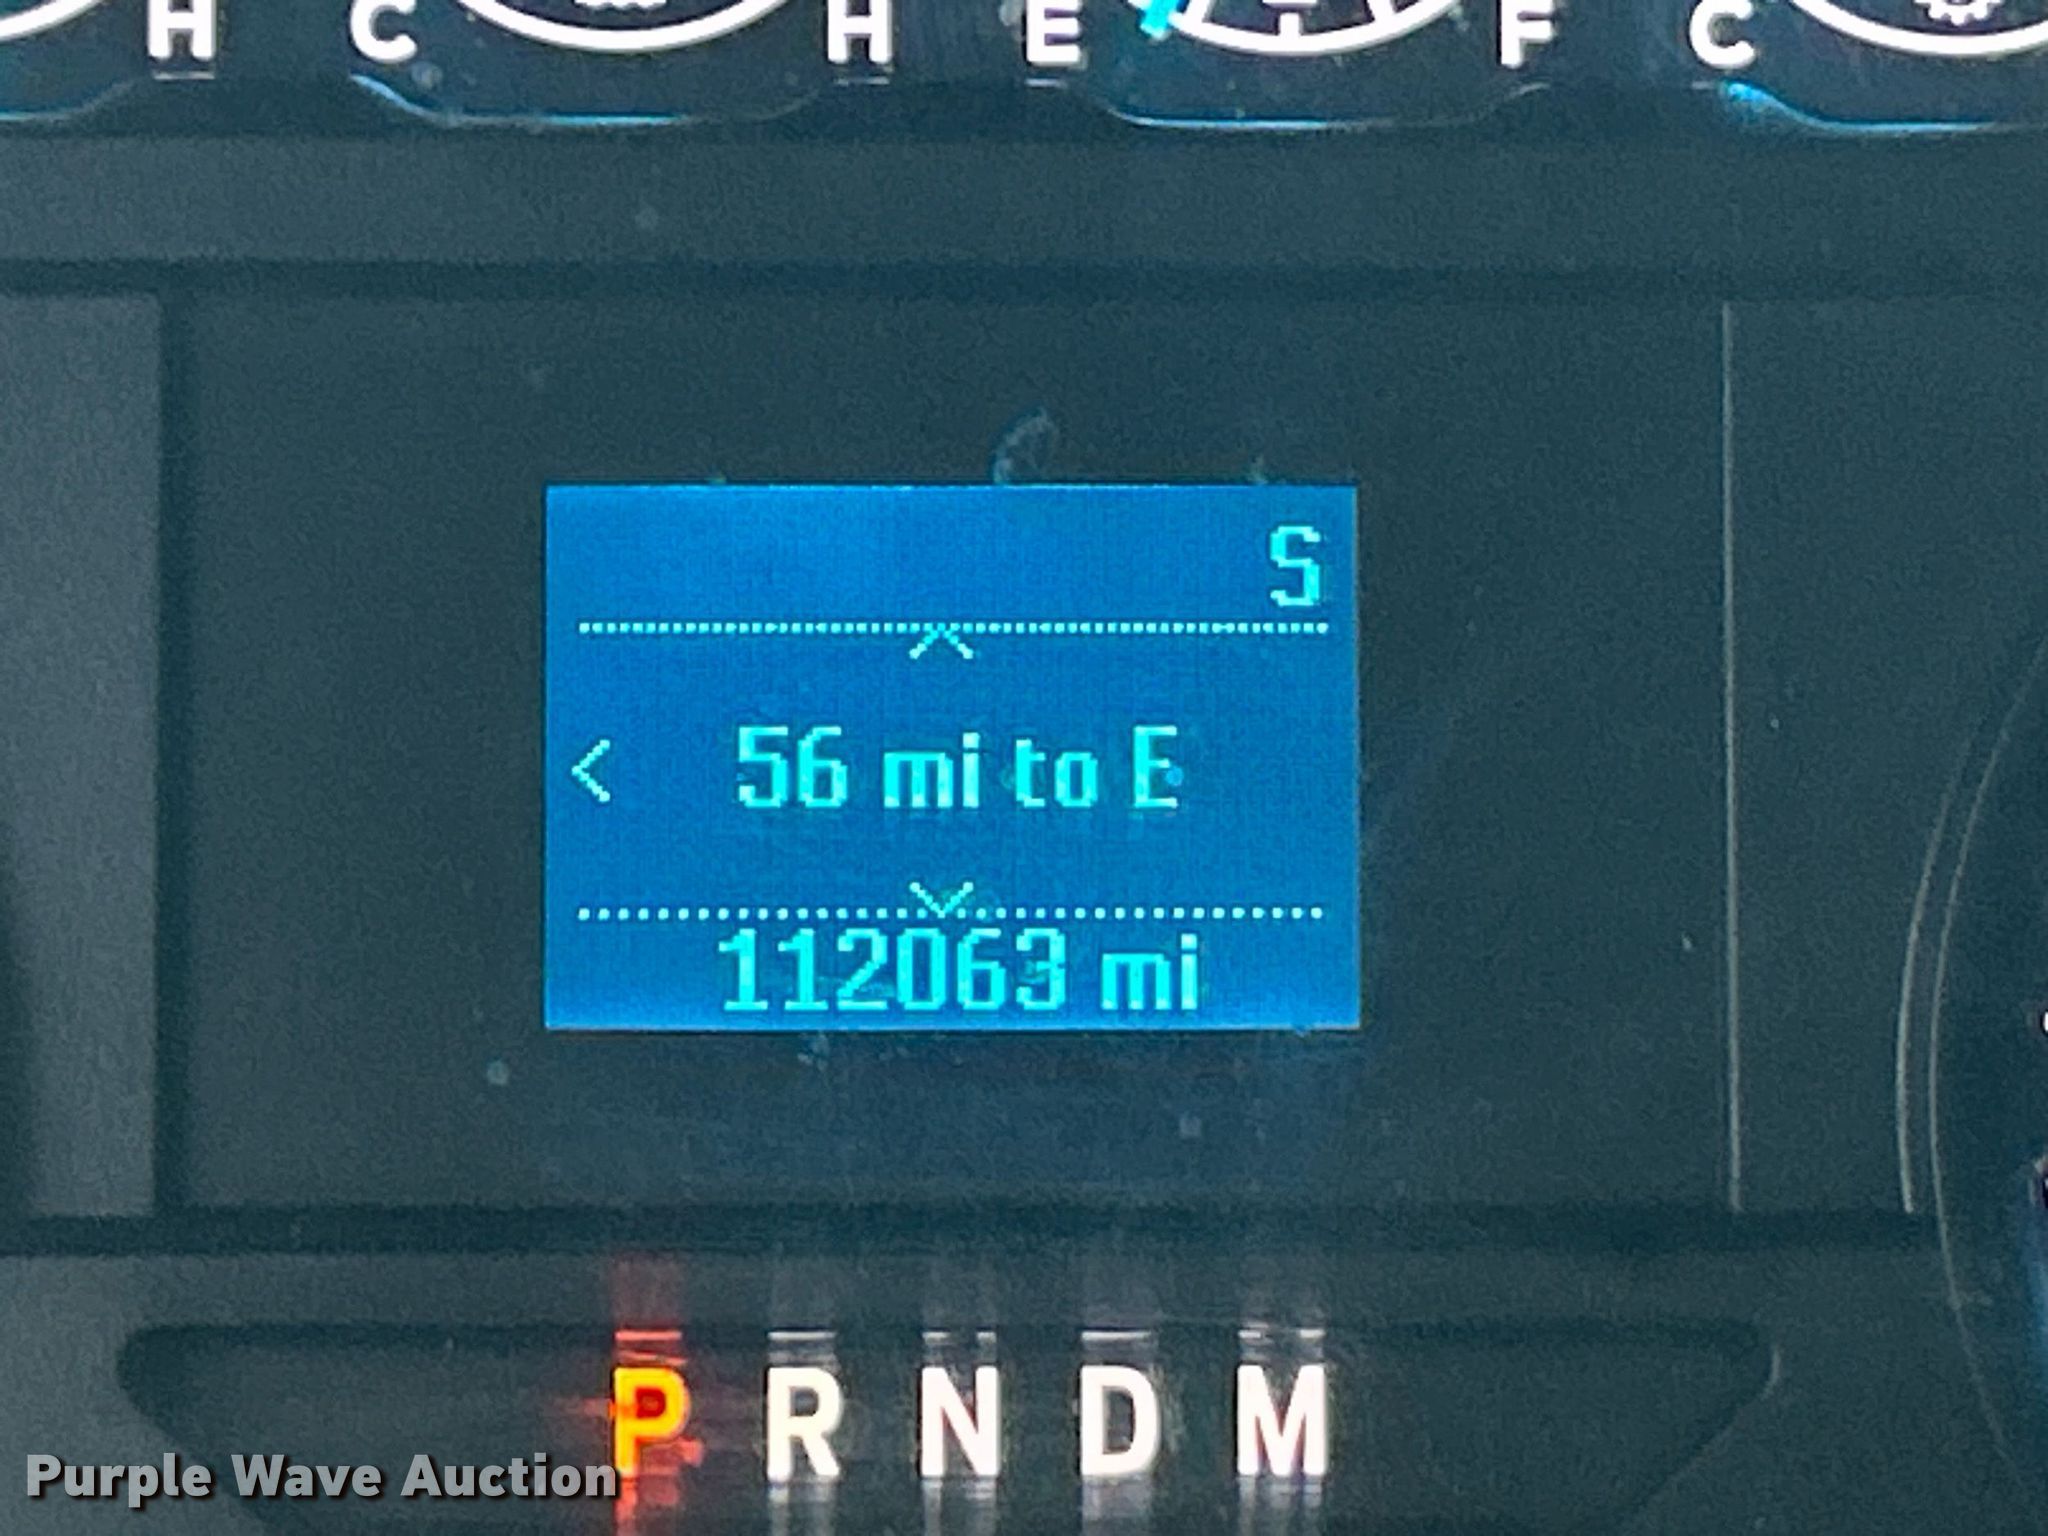 H C H E F C
S
56 mi to E
112063 mi
P R N D M
Purple Wave Auction